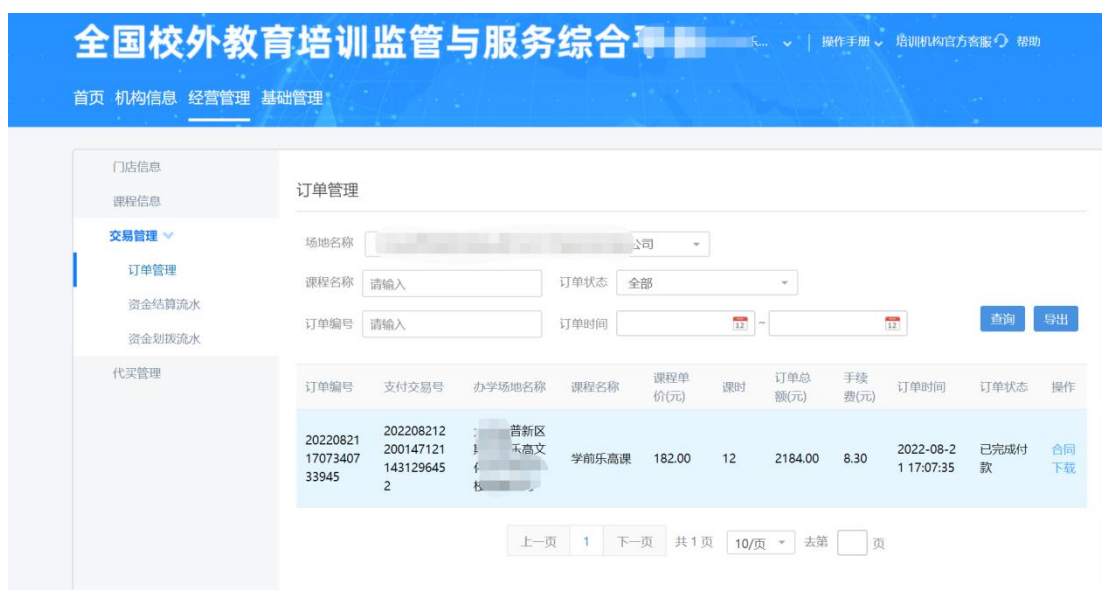 全国校外教育培训监管与服务综合
操作手册
培训机构官方客服
帮助
首页 机构信息 经营管理 基础管理
门店信息
课程信息
交易管理
订单管理
资金结算流水
资金划拨流水
代买管理
订单管理
场地名称
公司
课程名称 请输入
订单状态 全部
订单编号 请输入
订单时间 12 ~ 12
查询 导出
订单编号
支付交易号
办学场地名称
课程名称
课程单
价(元)
课时
订单总
额(元)
手续
费(元)
订单时间
订单状态
操作
20220821
17073407
33945
202208212
200147121
143129645
2
普新区
乐高文
学前乐高课
182.00
12
2184.00
8.30
2022-08-2
1 17:07:35
已完成付
款
合同
下载
上一页 1 下一页 共 1 页 10/页 去第 页